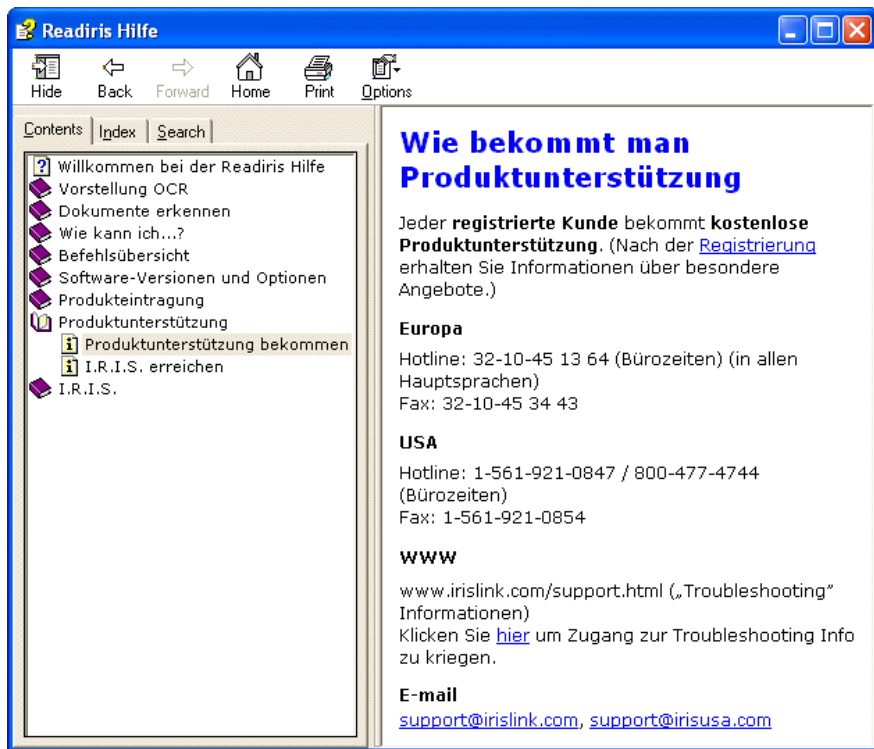 Readiris Hilfe
Hide Back Forward Home Print Options
Contents Index Search
Willkommen bei der Readiris Hilfe
Vorstellung OCR
Dokumente erkennen
Wie kann ich...?
Befehlsübersicht
Software-Versionen und Optionen
Produkteintragung
Produktunterstützung
Produktunterstützung bekommen
I.R.I.S. erreichen
I.R.I.S.
Wie bekommt man
Produktunterstützung
Jeder registrierte Kunde bekommt kostenlose
Produktunterstützung. (Nach der Registrierung
erhalten Sie Informationen über besondere
Angebote.)
Europa
Hotline: 32-10-45 13 64 (Bürozeiten) (in allen
Hauptsprachen)
Fax: 32-10-45 34 43
USA
Hotline: 1-561-921-0847 / 800-477-4744
(Bürozeiten)
Fax: 1-561-921-0854
WWW
www.irislink.com/support.html („Troubleshooting”
Informationen)
Klicken Sie hier um Zugang zur Troubleshooting Info
zu kriegen.
E-mail
support@irislink.com, support@irisusa.com